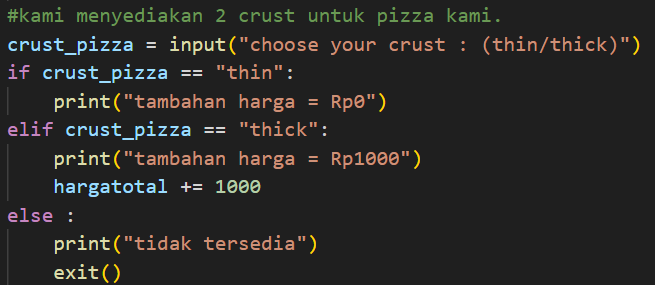 #kami menyediakan 2 crust untuk pizza kami.
crust_pizza = input("choose your crust : (thin/thick)")
if crust_pizza == "thin":
    print("tambahan harga = Rp0")
elif crust_pizza == "thick":
    print("tambahan harga = Rp1000")
    hargatotal += 1000
else :
    print("tidak tersedia")
    exit()